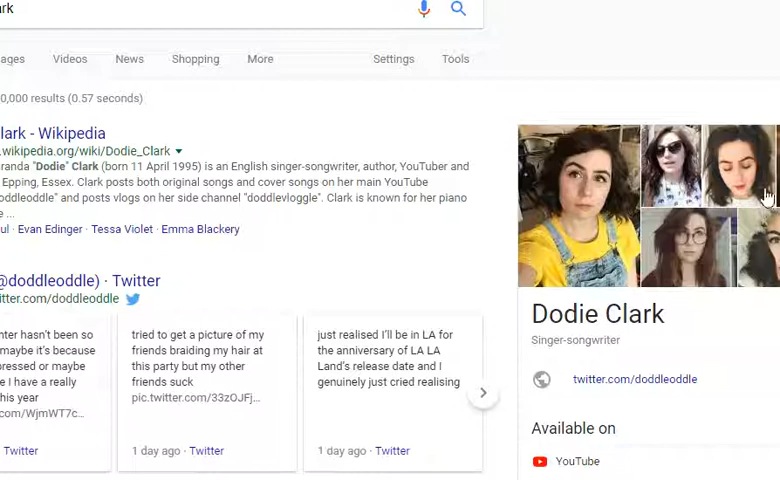 rk
ages Videos News Shopping More Settings Tools
0,000 results (0.57 seconds)
lark - Wikipedia
.wikipedia.org/wiki/Dodie_Clark
randa "Dodie" Clark (born 11 April 1995) is an English singer-songwriter, author, YouTuber and
Epping, Essex. Clark posts both original songs and cover songs on her main YouTube
oddleoddle" and posts vlogs on her side channel "doddlevloggle". Clark is known for her piano
e ...
ul · Evan Edinger · Tessa Violet · Emma Blackery
@doddleoddle) · Twitter
itter.com/doddleoddle
nter hasn't been so
maybe it's because
pressed or maybe
e I have a really
his year
com/WjmWT7c...
Twitter
tried to get a picture of my
friends braiding my hair at
this party but my other
friends suck
pic.twitter.com/33zOJFj...
1 day ago · Twitter
just realised I'll be in LA for
the anniversary of LA LA
Land's release date and I
genuinely just cried realising
1 day ago · Twitter
Dodie Clark
Singer-songwriter
twitter.com/doddleoddle
Available on
YouTube